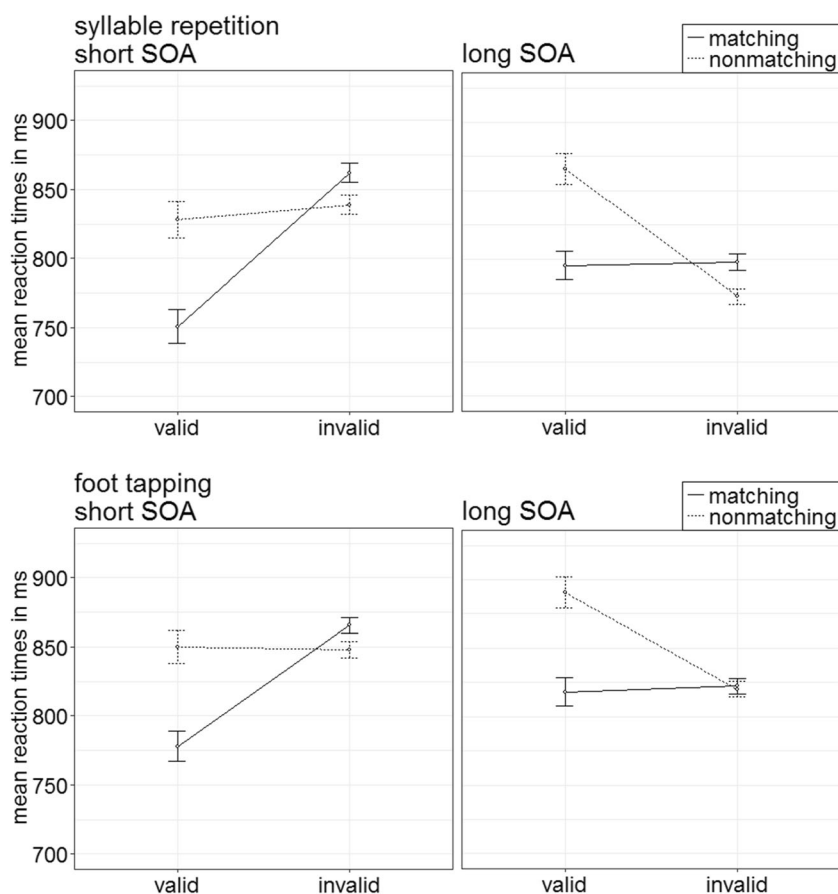 syllable repetition
short SOA
long SOA
matching
nonmatching
mean reaction times in ms
900
850
800
750
700
valid
invalid
valid
invalid
foot tapping
short SOA
long SOA
matching
nonmatching
mean reaction times in ms
900
850
800
750
700
valid
invalid
valid
invalid